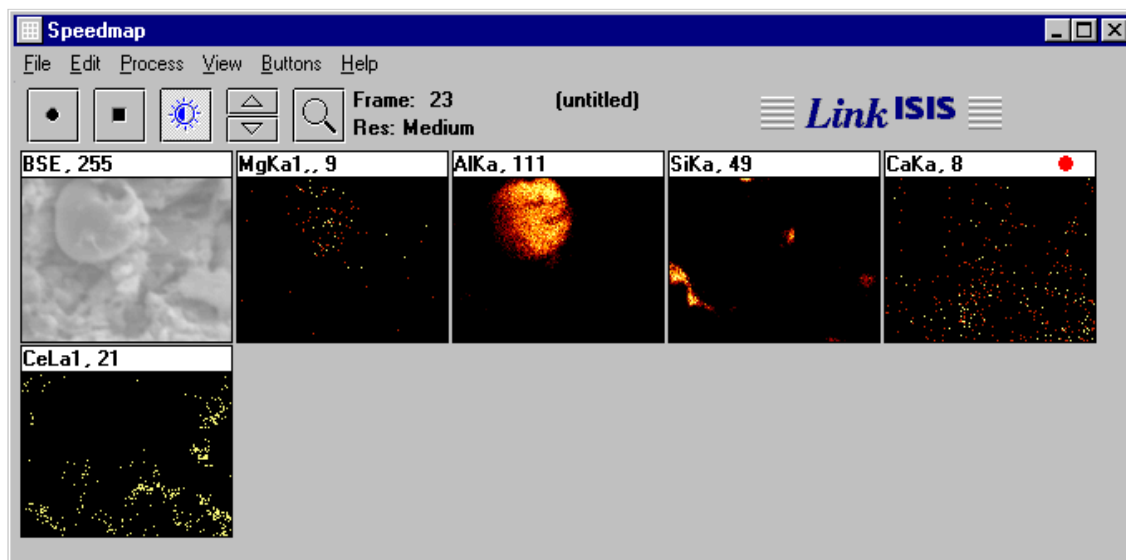 Speedmap
File Edit Process View Buttons Help
Frame: 23 (untitled)
Res: Medium
Link ISIS
BSE, 255 MgKa1,, 9 AlKa, 111 SiKa, 49 CaKa, 8
CeLa1, 21